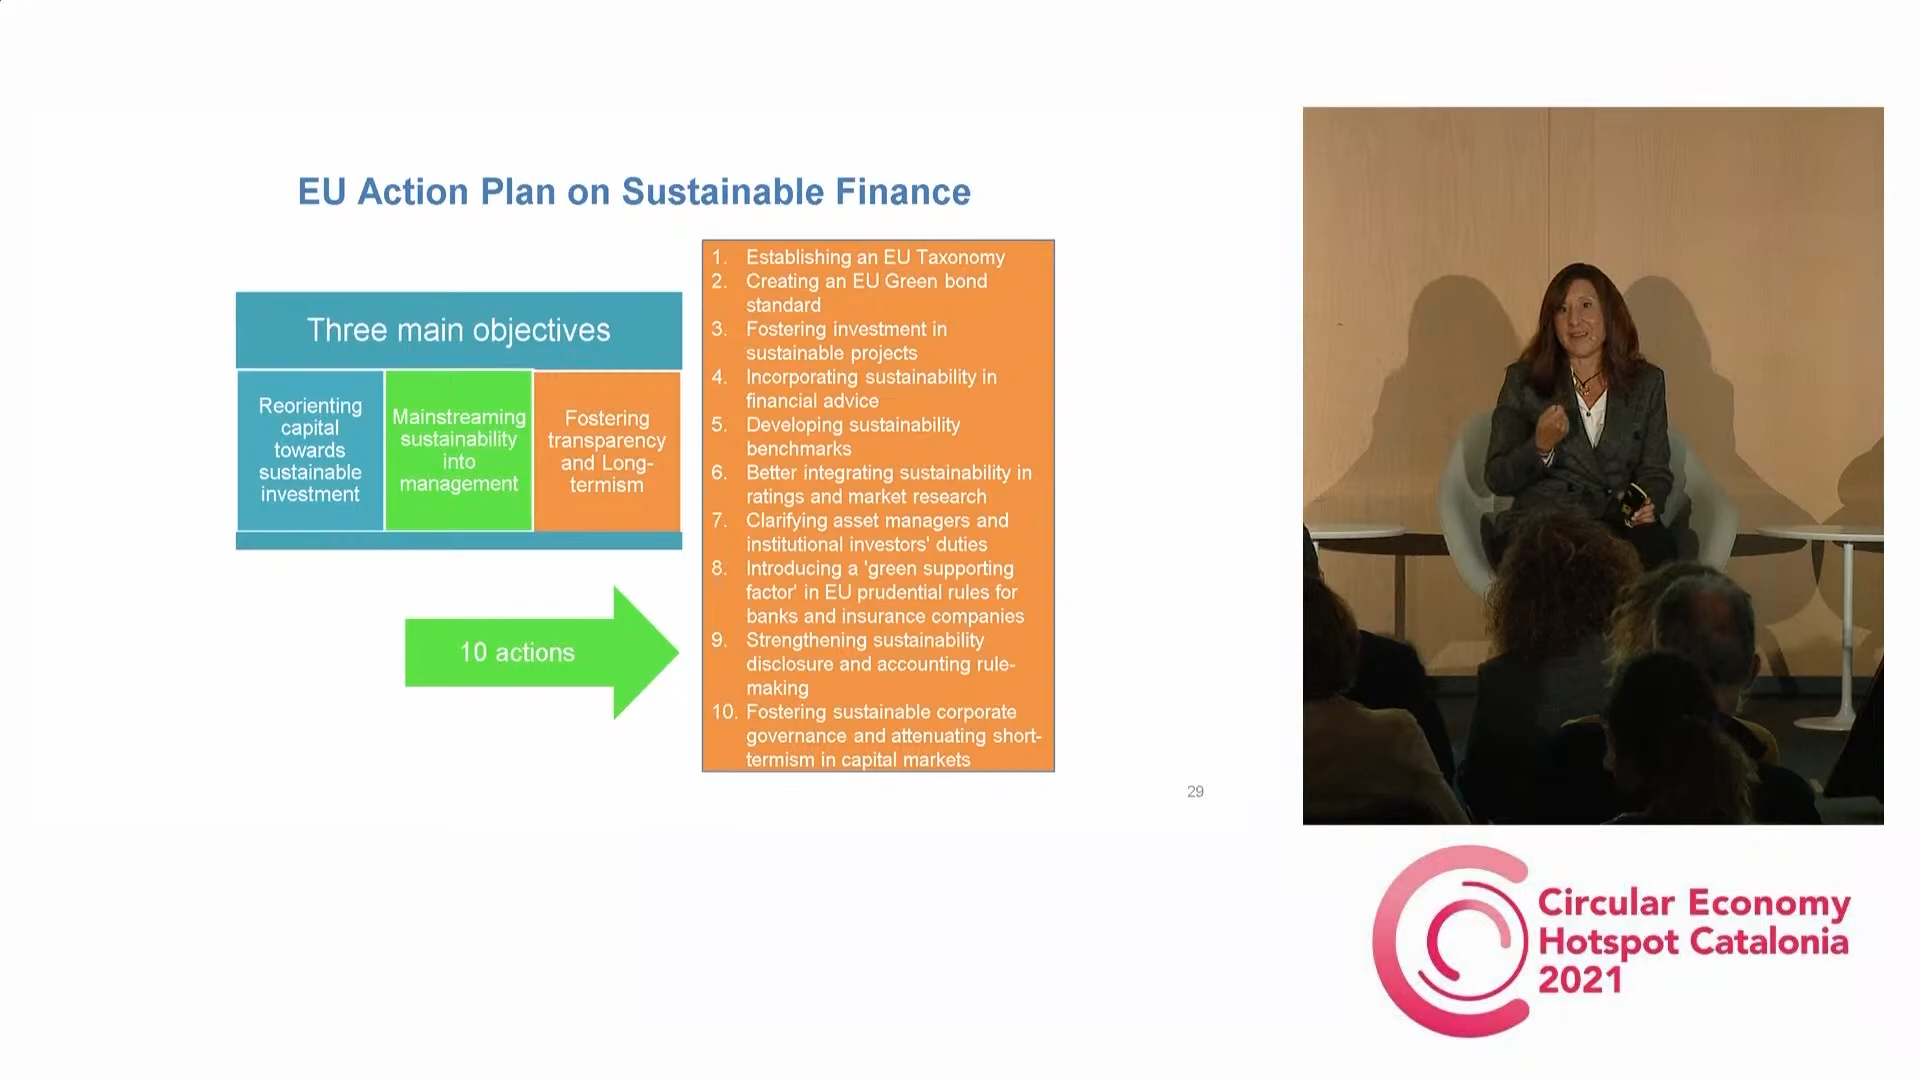 EU Action Plan on Sustainable Finance
Three main objectives
Reorienting
capital
towards
sustainable
investment
Mainstreaming
sustainability
into
management
Fostering
transparency
and Long-
termism
10 actions
1. Establishing an EU Taxonomy
2. Creating an EU Green bond
standard
3. Fostering investment in
sustainable projects
4. Incorporating sustainability in
financial advice
5. Developing sustainability
benchmarks
6. Better integrating sustainability in
ratings and market research
7. Clarifying asset managers and
institutional investors' duties
8. Introducing a 'green supporting
factor' in EU prudential rules for
banks and insurance companies
9. Strengthening sustainability
disclosure and accounting rule-
making
10. Fostering sustainable corporate
governance and attenuating short-
termism in capital markets
29
Circular Economy
Hotspot Catalonia
2021